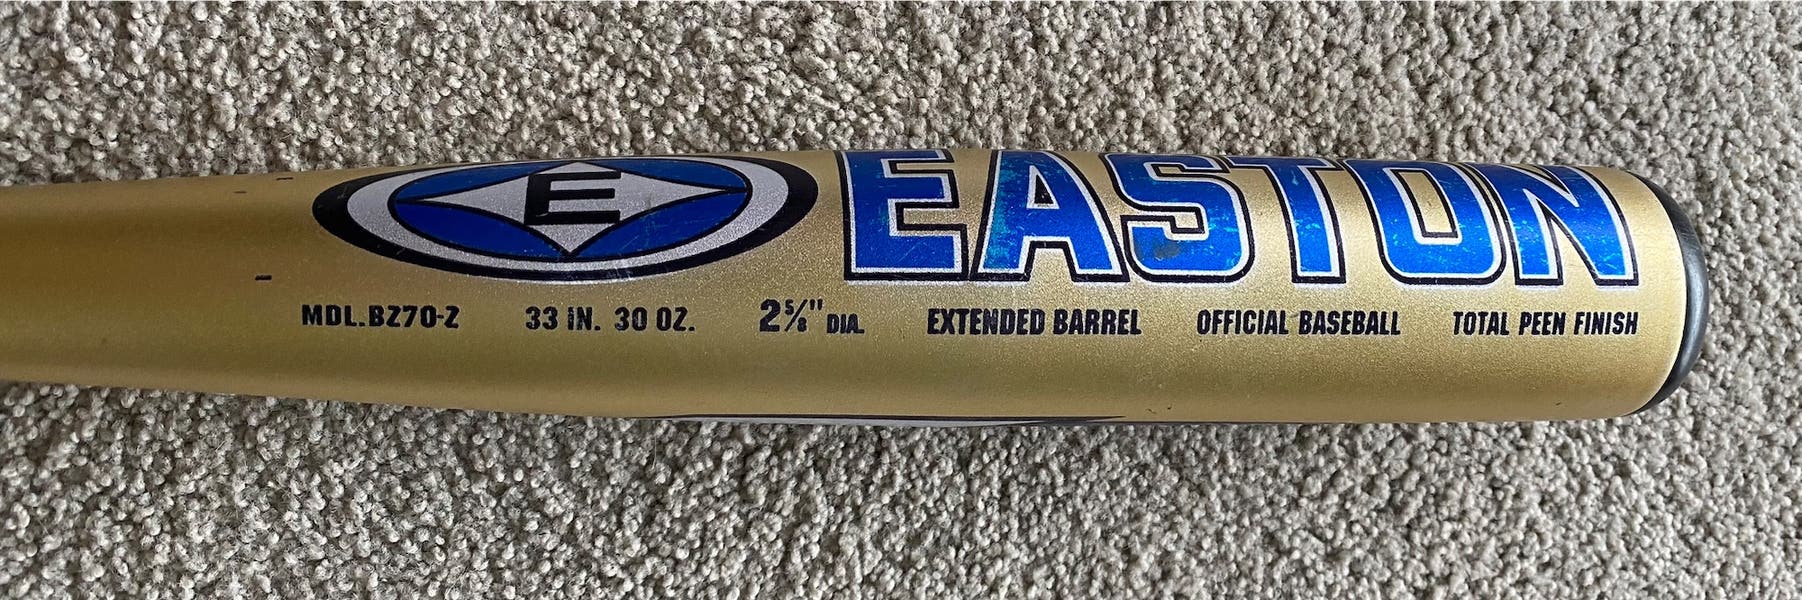 E EASTON
MDL.BZ70-Z 33 IN. 30 OZ. 2⅝" DIA. EXTENDED BARREL OFFICIAL BASEBALL TOTAL PEEN FINISH